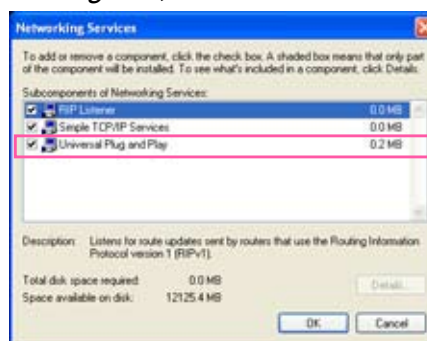 Networking Services
To add or remove a component, click the check box. A shaded box means that only part
of the component will be installed. To see what's included in a component, click Details.
Subcomponents of Networking Services:
RIP Listener 0.0 MB
Simple TCP/IP Services 0.0 MB
Universal Plug and Play 0.2 MB
Description: Listens for route updates sent by routers that use the Routing Information
Protocol version 1 (RIPv1).
Total disk space required: 0.0 MB
Space available on disk: 12125.4 MB
Details...
OK
Cancel